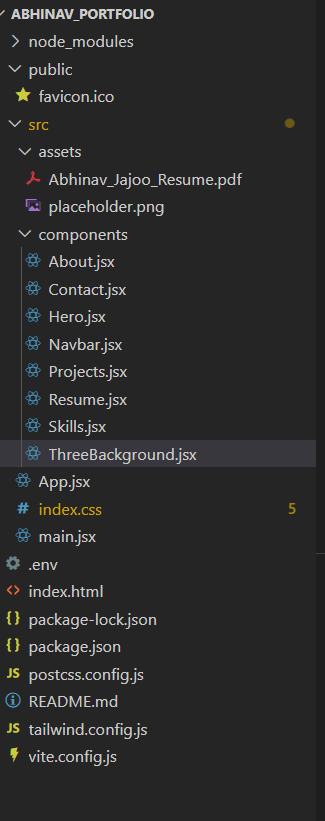 ABHINAV_PORTFOLIO
node_modules
public
favicon.ico
src
assets
Abhinav_Jajoo_Resume.pdf
placeholder.png
components
About.jsx
Contact.jsx
Hero.jsx
Navbar.jsx
Projects.jsx
Resume.jsx
Skills.jsx
ThreeBackground.jsx
App.jsx
# index.css 5
main.jsx
.env
<> index.html
{} package-lock.json
{} package.json
JS postcss.config.js
README.md
JS tailwind.config.js
vite.config.js